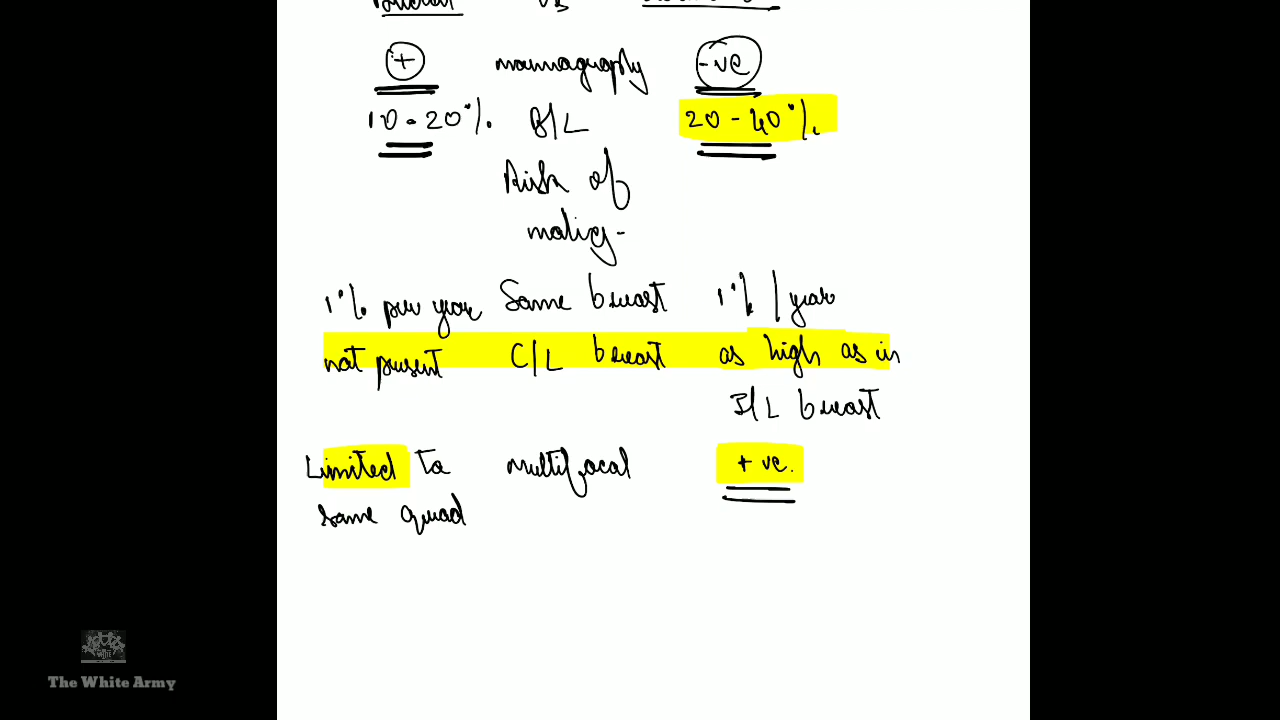 vs
+ mammography -ve
10-20% B/L 20-40%
Risk of
malig-
1% per year Same breast 1% / year
not present C/L breast as high as in
I/L breast
Limited to multifocal +ve.
same quad
The White Army